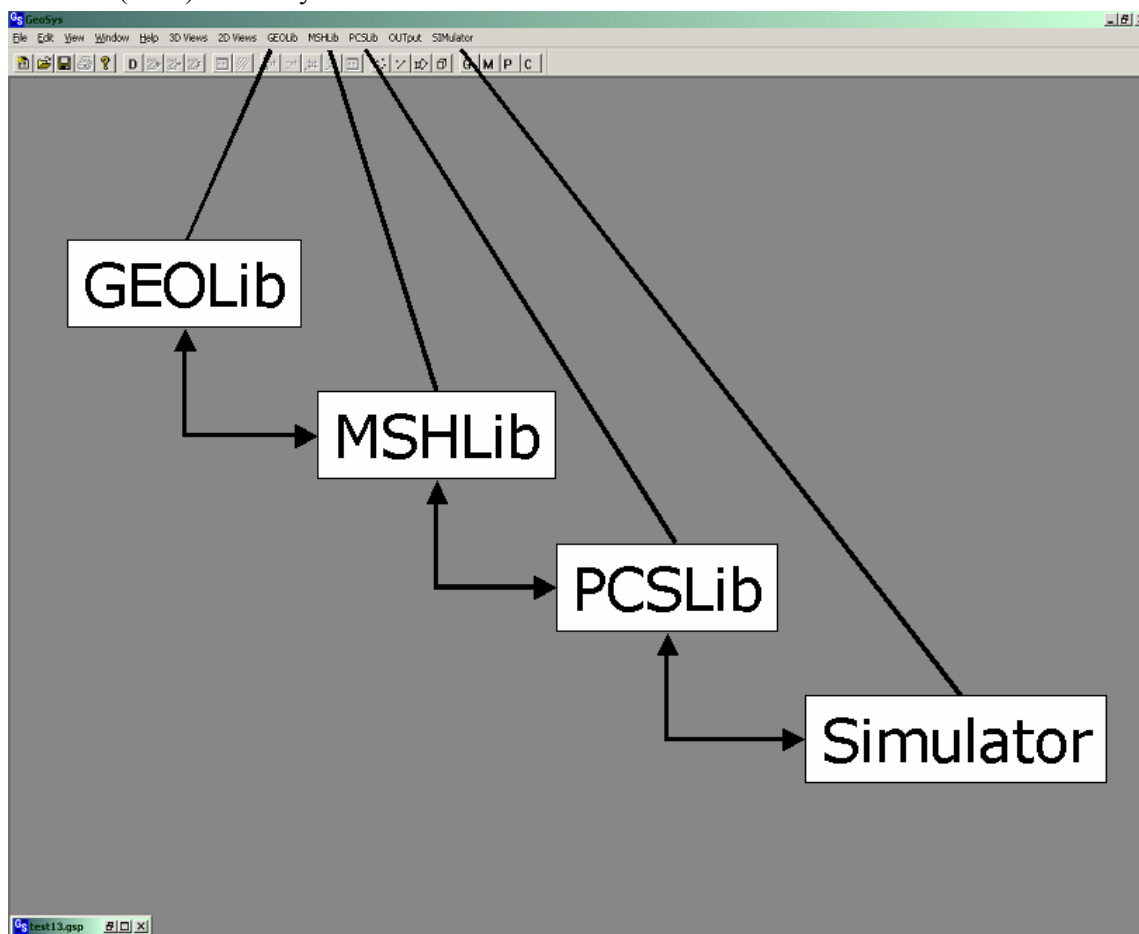 GeoSys
File Edit View Window Help 3D Views 2D Views GEOLib MSHLib PCSLib OUTput SIMulator
D G M P C
GEOLib
MSHLib
PCSLib
Simulator
GS test13.gsp